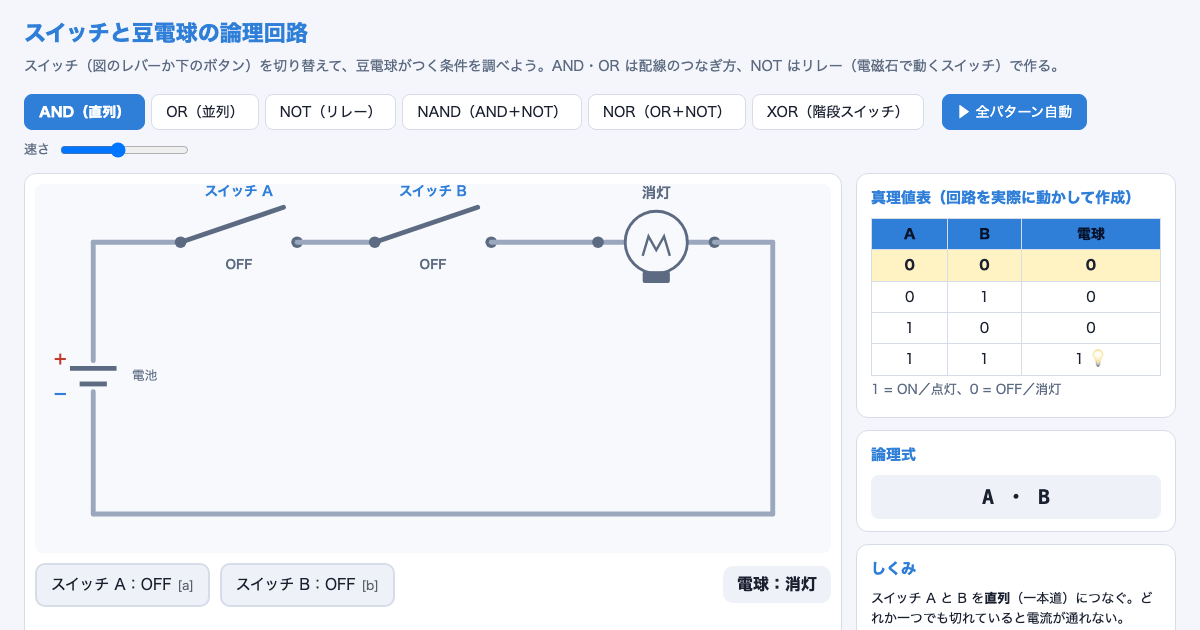 スイッチと豆電球の論理回路
スイッチ（図のレバーか下のボタン）を切り替えて、豆電球がつく条件を調べよう。AND・OR は配線のつなぎ方、NOT はリレー（電磁石で動くスイッチ）で作る。
AND（直列） OR（並列） NOT（リレー） NAND（AND＋NOT） NOR（OR＋NOT） XOR（階段スイッチ） ▶ 全パターン自動
速さ
スイッチ A スイッチ B 消灯
OFF OFF
+
電池
−
スイッチ A：OFF [a] スイッチ B：OFF [b] 電球：消灯
真理値表（回路を実際に動かして作成）
A B 電球
0 0 0
0 1 0
1 0 0
1 1 1 💡
1 = ON／点灯、0 = OFF／消灯
論理式
A ・ B
しくみ
スイッチ A と B を直列（一本道）につなぐ。ど
れか一つでも切れていると電流が通れない。